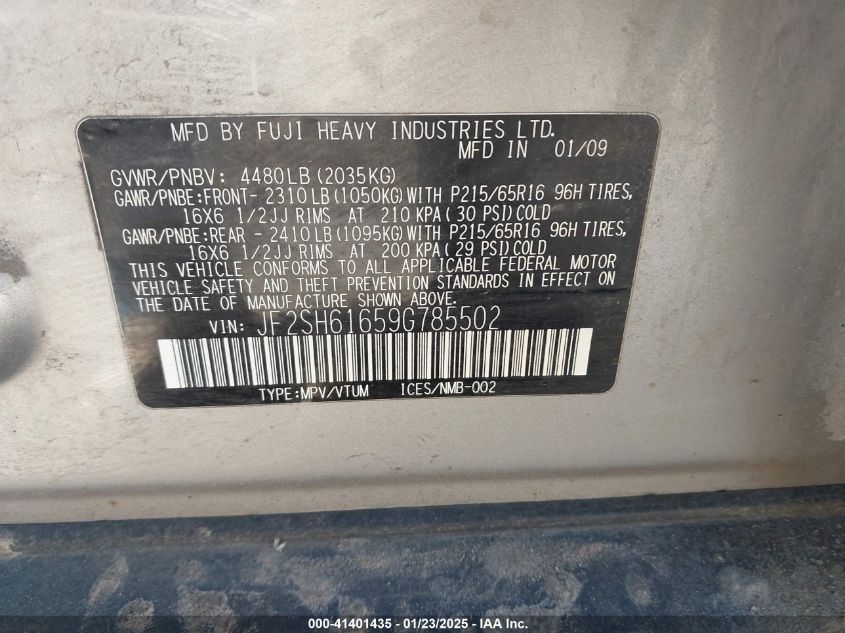 MFD BY FUJI HEAVY INDUSTRIES LTD.
MFD IN 01/09
GVWR/PNBV: 4480LB (2035KG)
GAWR/PNBE:FRONT- 2310LB(1050KG)WITH P215/65R16 96H TIRES,
16X6 1/2JJ RIMS AT 210 KPA( 30 PSI)COLD
GAWR/PNBE:REAR - 2410LB(1095KG)WITH P215/65R16 96H TIRES,
16X6 1/2JJ RIMS AT 200 KPA( 29 PSI)COLD
THIS VEHICLE CONFORMS TO ALL APPLICABLE FEDERAL MOTOR
VEHICLE SAFETY AND THEFT PREVENTION STANDARDS IN EFFECT ON
THE DATE OF MANUFACTURE SHOWN ABOVE.
VIN: JF2SH61659G785502
TYPE:MPV/VTUM ICES/NMB-002
000-41401435 - 01/23/2025 - IAA Inc.